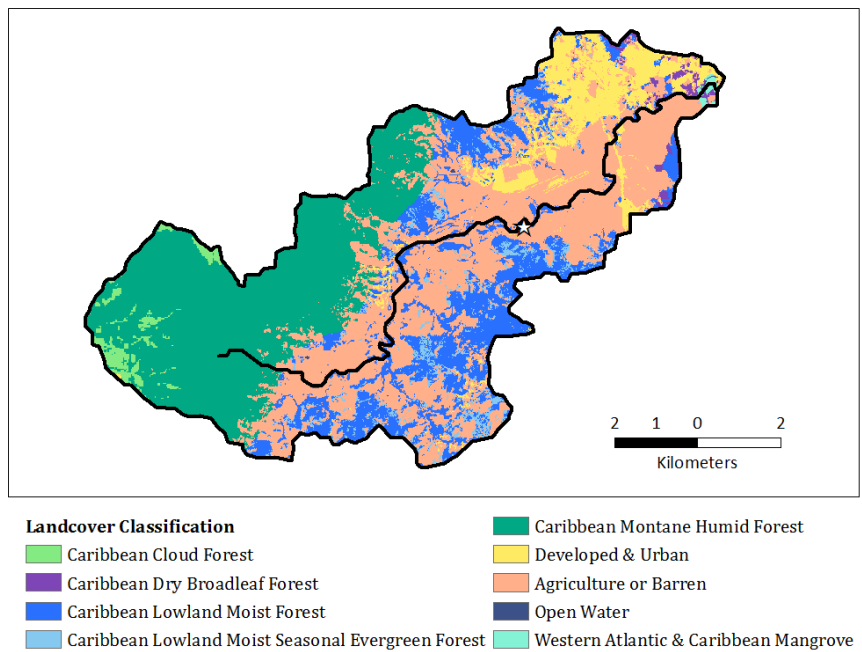 2 1 0 2
Kilometers
Landcover Classification
Caribbean Cloud Forest
Caribbean Dry Broadleaf Forest
Caribbean Lowland Moist Forest
Caribbean Lowland Moist Seasonal Evergreen Forest
Caribbean Montane Humid Forest
Developed & Urban
Agriculture or Barren
Open Water
Western Atlantic & Caribbean Mangrove